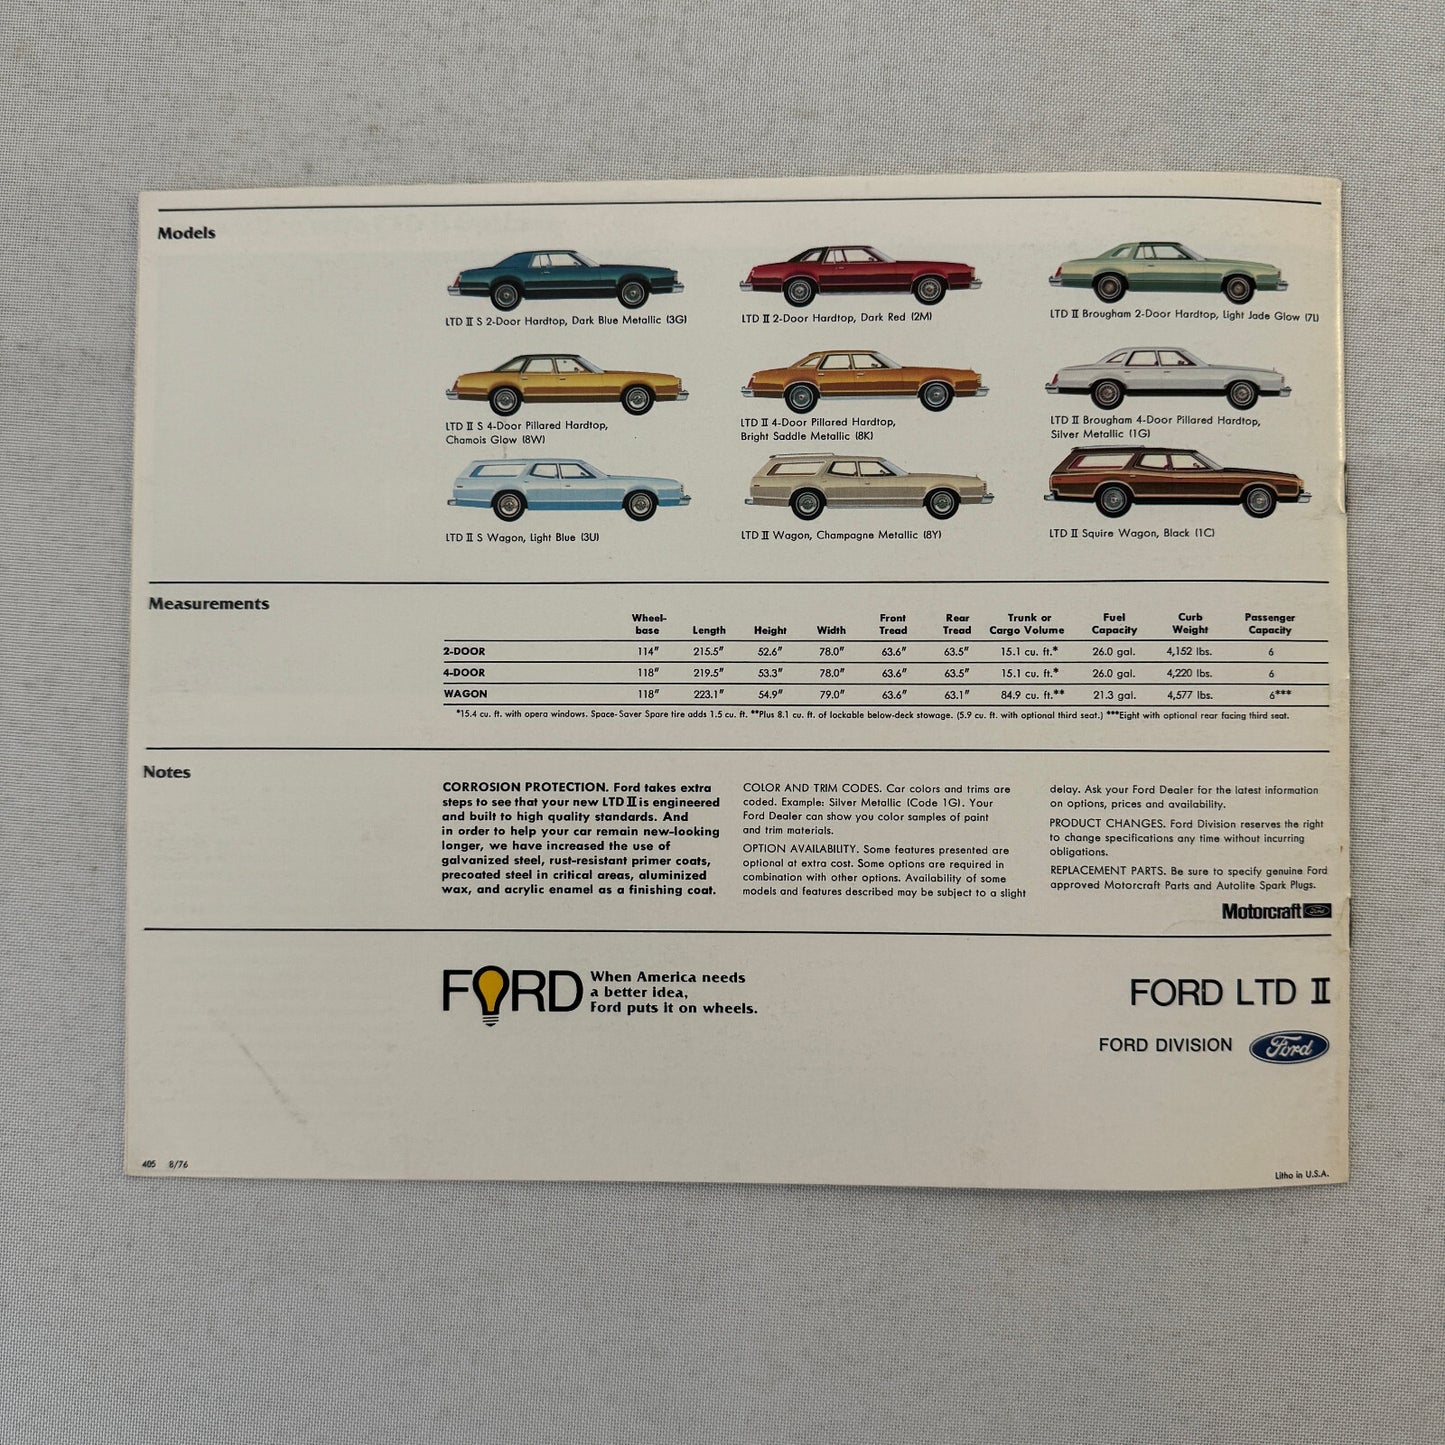 Models
LTD II S 2-Door Hardtop, Dark Blue Metallic (3G)
LTD II 2-Door Hardtop, Dark Red (2M)
LTD II Brougham 2-Door Hardtop, Light Jade Glow (7L)
LTD II S 4-Door Pillared Hardtop,
Chamois Glow (8W)
LTD II 4-Door Pillared Hardtop,
Bright Saddle Metallic (8K)
LTD II Brougham 4-Door Pillared Hardtop,
Silver Metallic (1G)
LTD II S Wagon, Light Blue (3U)
LTD II Wagon, Champagne Metallic (8Y)
LTD II Squire Wagon, Black (1C)
Measurements
Wheel-base Length Height Width Front Tread Rear Tread Trunk or Cargo Volume Fuel Capacity Curb Weight Passenger Capacity
2-DOOR 114" 215.5" 52.6" 78.0" 63.6" 63.5" 15.1 cu. ft.* 26.0 gal. 4,152 lbs. 6
4-DOOR 118" 219.5" 53.3" 78.0" 63.6" 63.5" 15.1 cu. ft.* 26.0 gal. 4,220 lbs. 6
WAGON 118" 223.1" 54.9" 79.0" 63.6" 63.1" 84.9 cu. ft.** 21.3 gal. 4,577 lbs. 6***
*15.4 cu. ft. with opera windows. Space-Saver Spare tire adds 1.5 cu. ft. **Plus 8.1 cu. ft. of lockable below-deck stowage. (5.9 cu. ft. with optional third seat.) ***Eight with optional rear facing third seat.
Notes
CORROSION PROTECTION. Ford takes extra
steps to see that your new LTD II is engineered
and built to high quality standards. And
in order to help your car remain new-looking
longer, we have increased the use of
galvanized steel, rust-resistant primer coats,
precoated steel in critical areas, aluminized
wax, and acrylic enamel as a finishing coat.
COLOR AND TRIM CODES. Car colors and trims are
coded. Example: Silver Metallic (Code 1G). Your
Ford Dealer can show you color samples of paint
and trim materials.
OPTION AVAILABILITY. Some features presented are
optional at extra cost. Some options are required in
combination with other options. Availability of some
models and features described may be subject to a slight
delay. Ask your Ford Dealer for the latest information
on options, prices and availability.
PRODUCT CHANGES. Ford Division reserves the right
to change specifications any time without incurring
obligations.
REPLACEMENT PARTS. Be sure to specify genuine Ford
approved Motorcraft Parts and Autolite Spark Plugs.
Motorcraft Ford
FORD
When America needs
a better idea,
Ford puts it on wheels.
FORD LTD II
FORD DIVISION Ford
405 8/76
Litho in U.S.A.